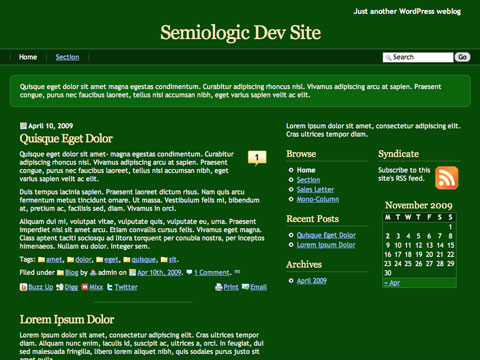 Just another WordPress weblog
Semiologic Dev Site
Home
Section
Search
Go
Quisque eget dolor sit amet magna egestas condimentum. Curabitur adipiscing rhoncus nisl. Vivamus adipiscing arcu at sapien. Praesent
congue, purus nec faucibus laoreet, tellus nisi accumsan nibh, eget varius sapien velit ac elit.
April 10, 2009
Quisque Eget Dolor
1
Quisque eget dolor sit amet- magna egestas condimentum. Curabitur
adipiscing rhoncus nisl. Vivamus adipiscing arcu at sapien. Praesent
congue, purus nec faucibus laoreet, tellus nisi accumsan nibh, eget
varius sapien velit ac elit.
Duis tempus lacinia sapien. Praesent laoreet dictum risus. Nam quis arcu
fermentum metus tincidunt ornare. Ut massa. Vestibulum felis mi, bibendum
at, pretium ac, facilisis sed, diam. Vivamus in orci.
Aliquam dui mi, volutpat vitae, vulputate quis, vulputate eu, urna. Praesent
imperdiet nisi sit amet arcu. Etiam convallis cursus felis. Vivamus eget magna.
Class aptent taciti sociosqu ad litora torquent per conubia nostra, per inceptos
himenaeos. Nullam eu dolor. Integer sem.
Tags: amet, dolor, eget, quisque, sit.
Filed under Blog by admin on Apr 10th, 2009. 1 Comment.
Buzz Up Digg Mixx Twitter Print Email
Lorem Ipsum Dolor
Lorem ipsum dolor sit amet, consectetur adipiscing elit. Cras ultrices tempor
diam. Aliquam nunc enim, iaculis id, suscipit ac, ultrices a, orci. In feugiat, dui
sed malesuada fringilla, libero lorem aliquet nibh, quis sodales purus justo
Lorem ipsum dolor sit amet, consectetur adipiscing elit.
Cras ultrices tempor diam.
Browse
Home
Section
Sales Letter
Mono-Column
Recent Posts
Quisque Eget Dolor
Lorem Ipsum Dolor
Archives
April 2009
Syndicate
Subscribe to this
site's RSS feed.
November 2009
M T W T F S S
1
2 3 4 5 6 7 8
9 10 11 12 13 14 15
16 17 18 19 20 21 22
23 24 25 26 27 28 29
30
« Apr